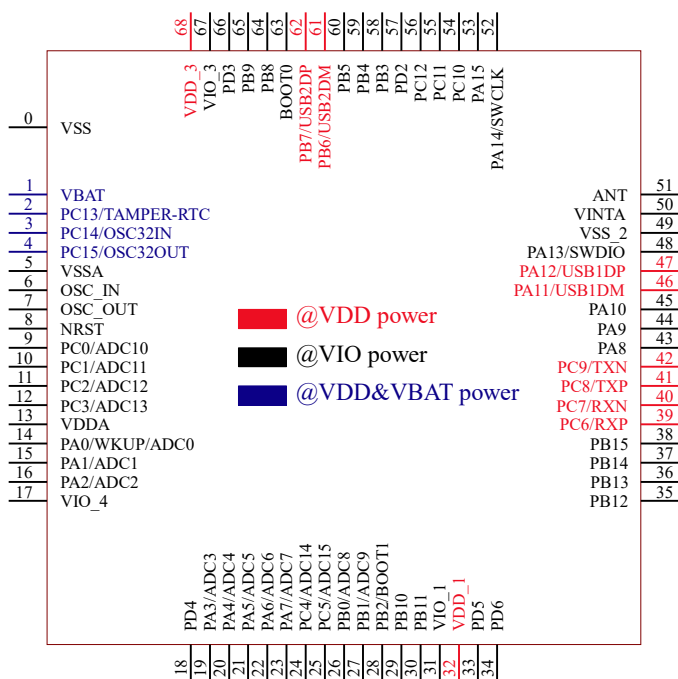 68 67 66 65 64 63 62 61 60 59 58 57 56 55 54 53 52
VDD_3
VIO_3
PD3
PB9
PB8
BOOT0
PB7/USB2DP
PB6/USB2DM
PB5
PB4
PB3
PD2
PC12
PC11
PC10
PA15
PA14/SWCLK
0 VSS
1 VBAT
2 PC13/TAMPER-RTC
3 PC14/OSC32IN
4 PC15/OSC32OUT
5 VSSA
6 OSC_IN
7 OSC_OUT
8 NRST
9 PC0/ADC10
10 PC1/ADC11
11 PC2/ADC12
12 PC3/ADC13
13 VDDA
14 PA0/WKUP/ADC0
15 PA1/ADC1
16 PA2/ADC2
17 VIO_4
@VDD power
@VIO power
@VDD&VBAT power
ANT 51
VINTA 50
VSS_2 49
PA13/SWDIO 48
PA12/USB1DP 47
PA11/USB1DM 46
PA10 45
PA9 44
PA8 43
PC9/TXN 42
PC8/TXP 41
PC7/RXN 40
PC6/RXP 39
PB15 38
PB14 37
PB13 36
PB12 35
PD4
PA3/ADC3
PA4/ADC4
PA5/ADC5
PA6/ADC6
PA7/ADC7
PC4/ADC14
PC5/ADC15
PB0/ADC8
PB1/ADC9
PB2/BOOT1
PB10
PB11
VIO_1
VDD_1
PD5
PD6
18 19 20 21 22 23 24 25 26 27 28 29 30 31 32 33 34